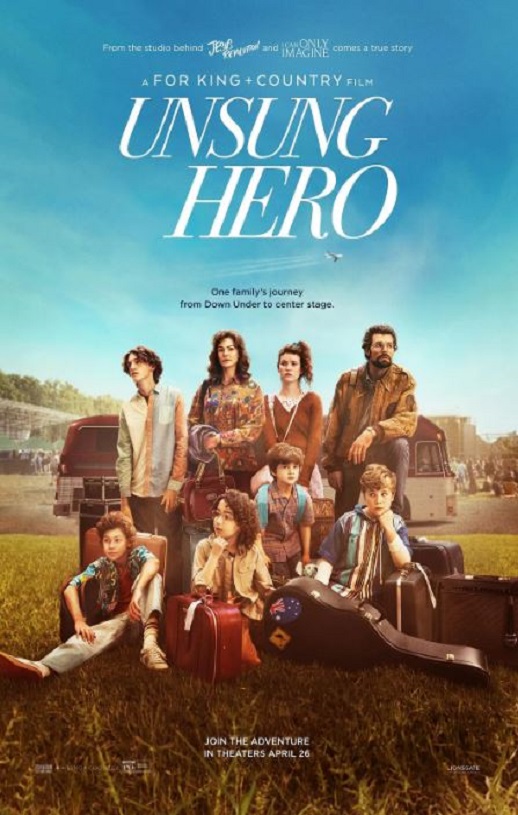 From the studio behind JESUS REVOLUTION and I CAN ONLY IMAGINE comes a true story
A FOR KING + COUNTRY FILM
UNSUNG
HERO
One family's journey
from Down Under to center stage.
JOIN THE ADVENTURE
IN THEATERS APRIL 26
LIONSGATE